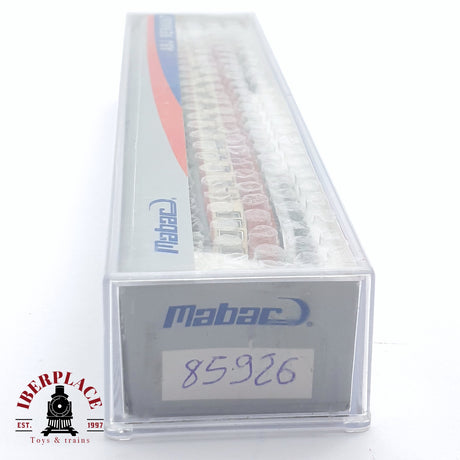 Mabar®
Mabar®
85926
IBERPLACE
EST. 1997
Toys & trains